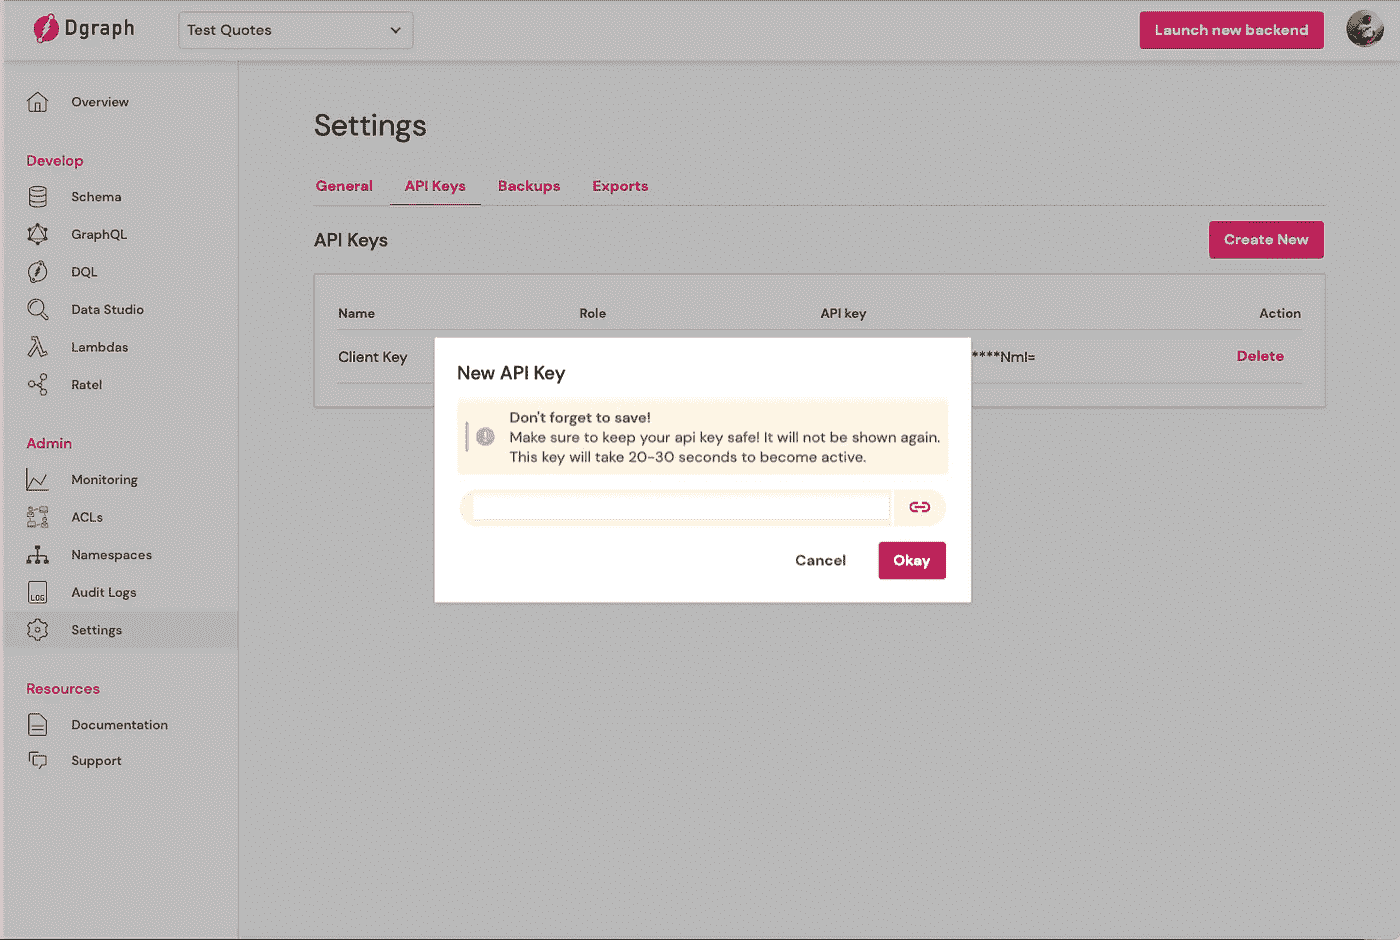 Dgraph
Test Quotes
Launch new backend
Overview
Develop
Schema
GraphQL
DQL
Data Studio
Lambdas
Ratel
Admin
Monitoring
ACLs
Namespaces
LOG
Audit Logs
Settings
Resources
Documentation
Support
Settings
General API Keys Backups Exports
API Keys
Create New
Name Role API key Action
Client Key ****NmI= Delete
New API Key
Don't forget to save!
Make sure to keep your api key safe! It will not be shown again.
This key will take 20-30 seconds to become active.
Cancel Okay